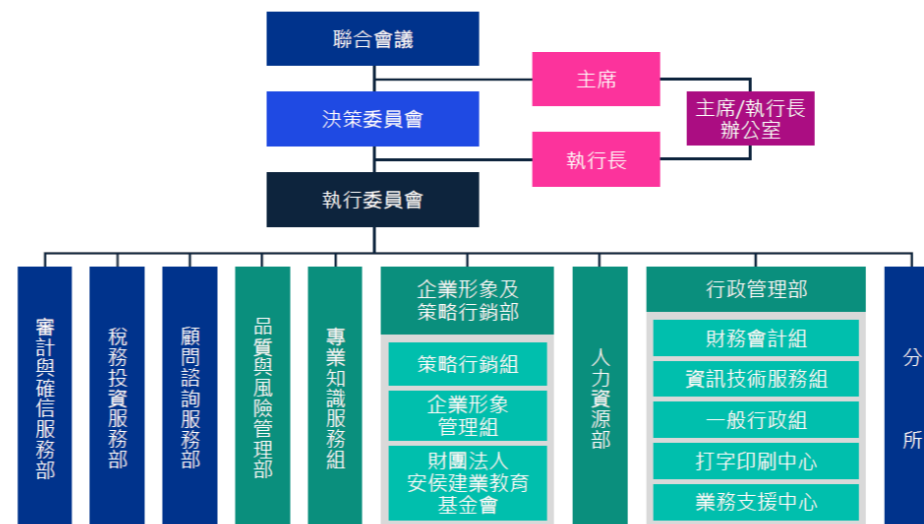 聯合會議
主席
決策委員會
主席/執行長
辦公室
執行長
執行委員會
審計與確信服務部
稅務投資服務部
顧問諮詢服務部
品質與風險管理部
專業知識服務組
企業形象及
策略行銷部
策略行銷組
企業形象
管理組
財團法人
安侯建業教育
基金會
人力資源部
行政管理部
財務會計組
資訊技術服務組
一般行政組
打字印刷中心
業務支援中心
分所